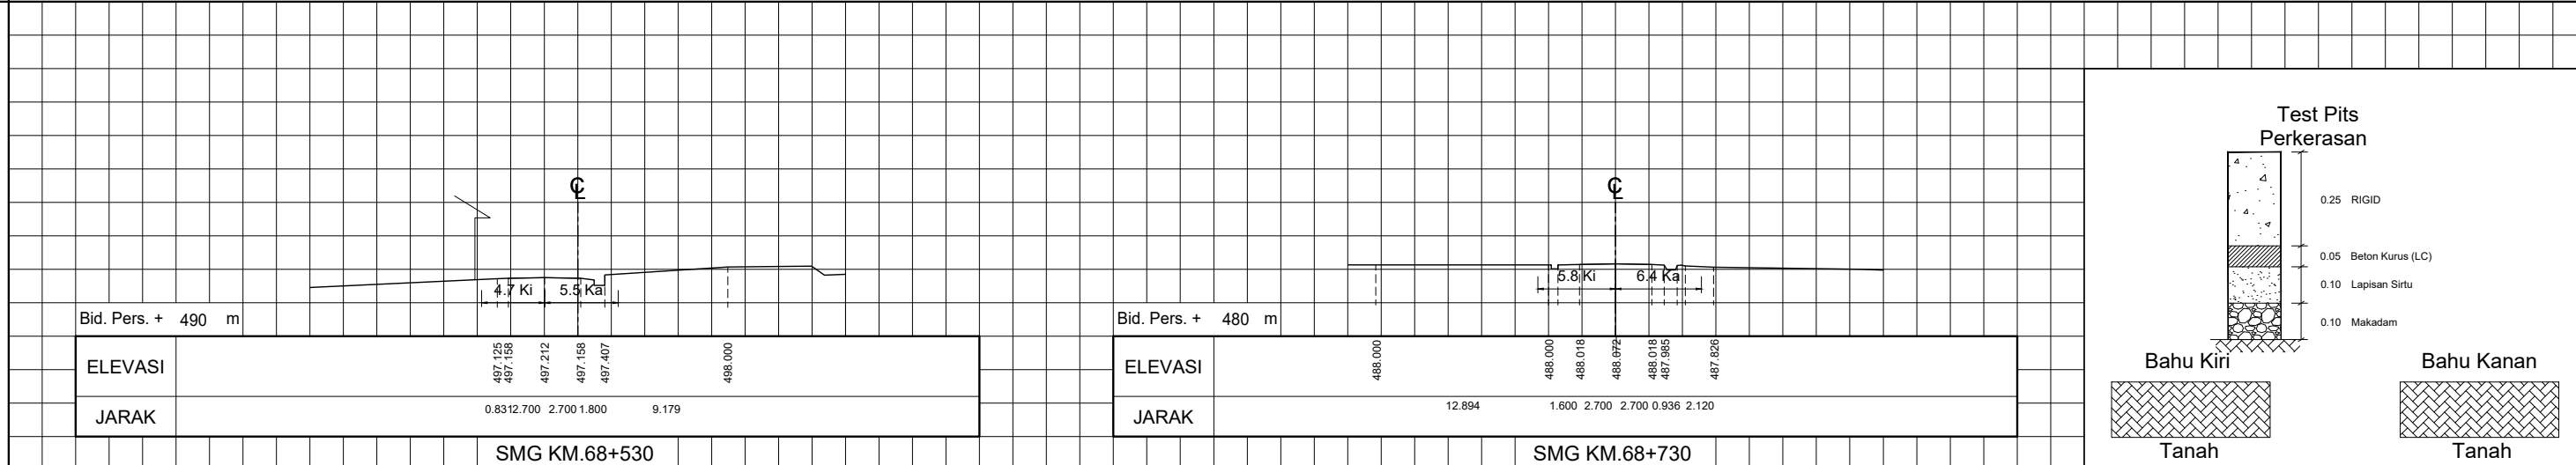 ℄
4.7 Ki 5.5 Ka
Bid. Pers. + 490 m
ELEVASI 497.125 497.158 497.212 497.158 497.407 498.000
JARAK 0.831 2.700 2.700 1.800 9.179
SMG KM.68+530
℄
5.8 Ki 6.4 Ka
Bid. Pers. + 480 m
ELEVASI 488.000 488.000 488.018 488.072 488.018 487.985 487.826
JARAK 12.894 1.600 2.700 2.700 0.936 2.120
SMG KM.68+730
Test Pits
Perkerasan
0.25 RIGID
0.05 Beton Kurus (LC)
0.10 Lapisan Sirtu
0.10 Makadam
Bahu Kiri
Tanah
Bahu Kanan
Tanah